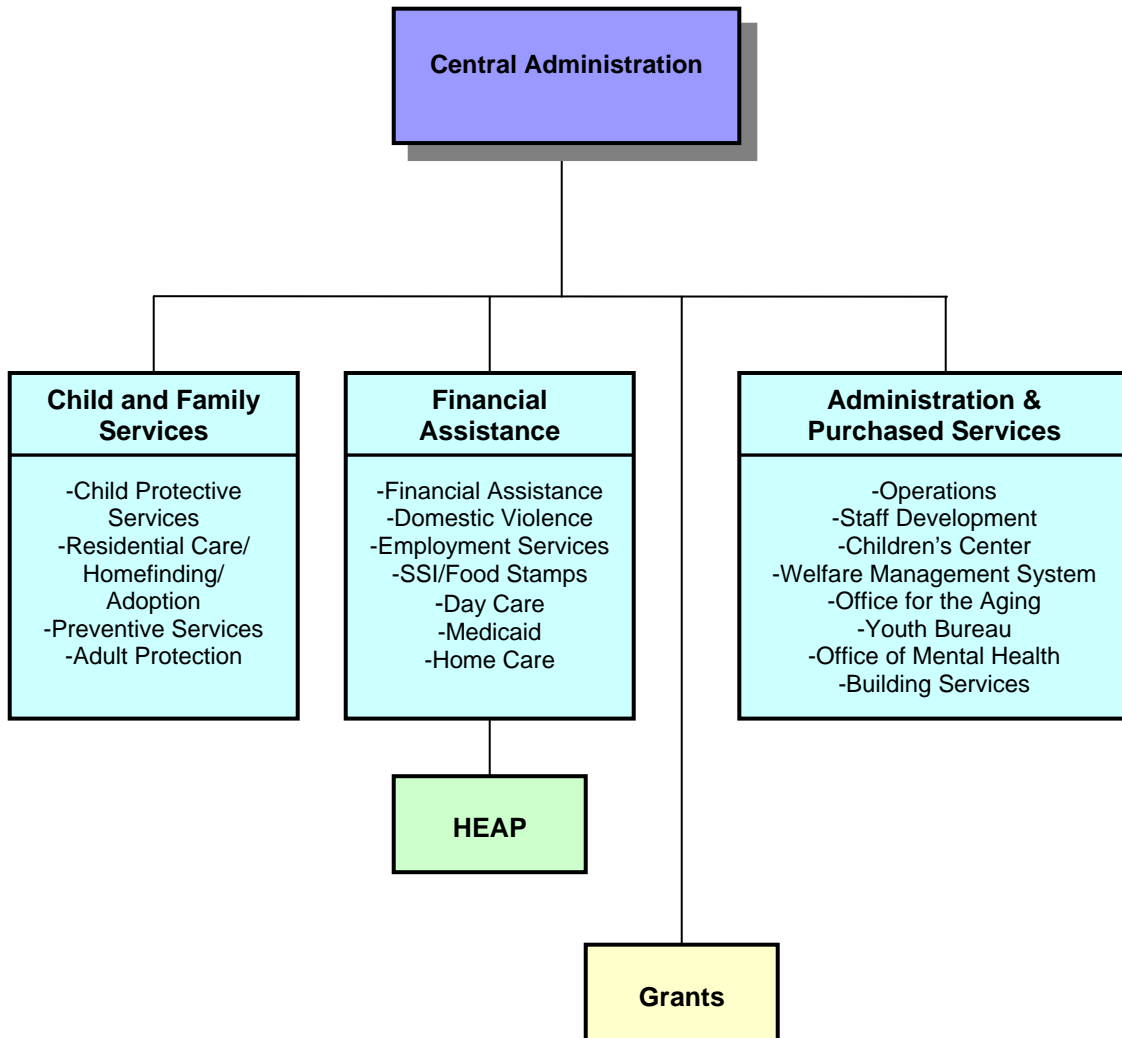 Central Administration
Child and Family
Services
-Child Protective
Services
-Residential Care/
Homefinding/
Adoption
-Preventive Services
-Adult Protection
Financial
Assistance
-Financial Assistance
-Domestic Violence
-Employment Services
-SSI/Food Stamps
-Day Care
-Medicaid
-Home Care
Administration &
Purchased Services
-Operations
-Staff Development
-Children’s Center
-Welfare Management System
-Office for the Aging
-Youth Bureau
-Office of Mental Health
-Building Services
HEAP
Grants